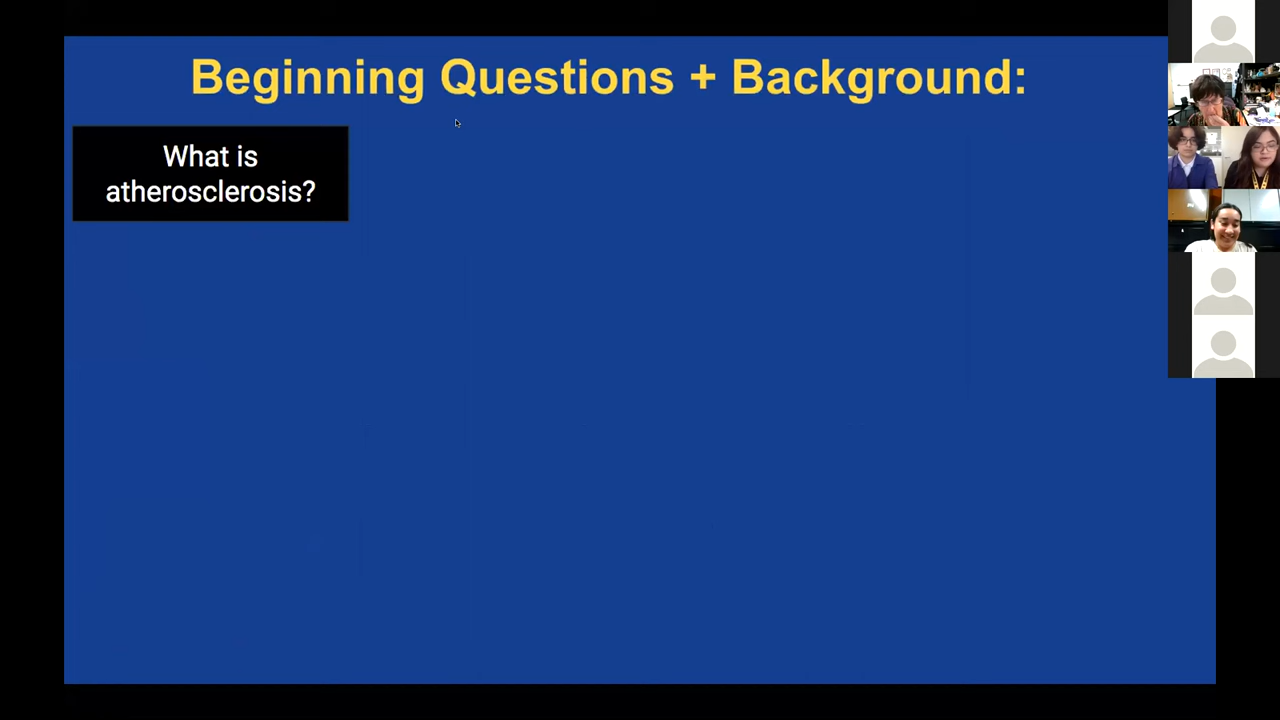 Beginning Questions + Background:
What is
atherosclerosis?